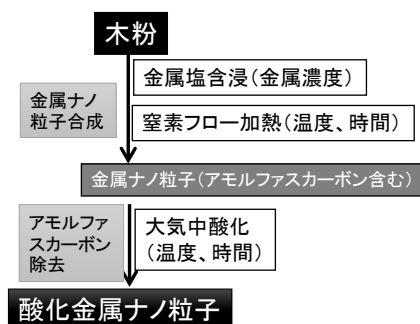 木粉
金属塩含浸（金属濃度）
金属ナノ
粒子合成
窒素フロー加熱（温度、時間）
金属ナノ粒子（アモルファスカーボン含む）
アモルファ
スカーボン
除去
大気中酸化
（温度、時間）
酸化金属ナノ粒子